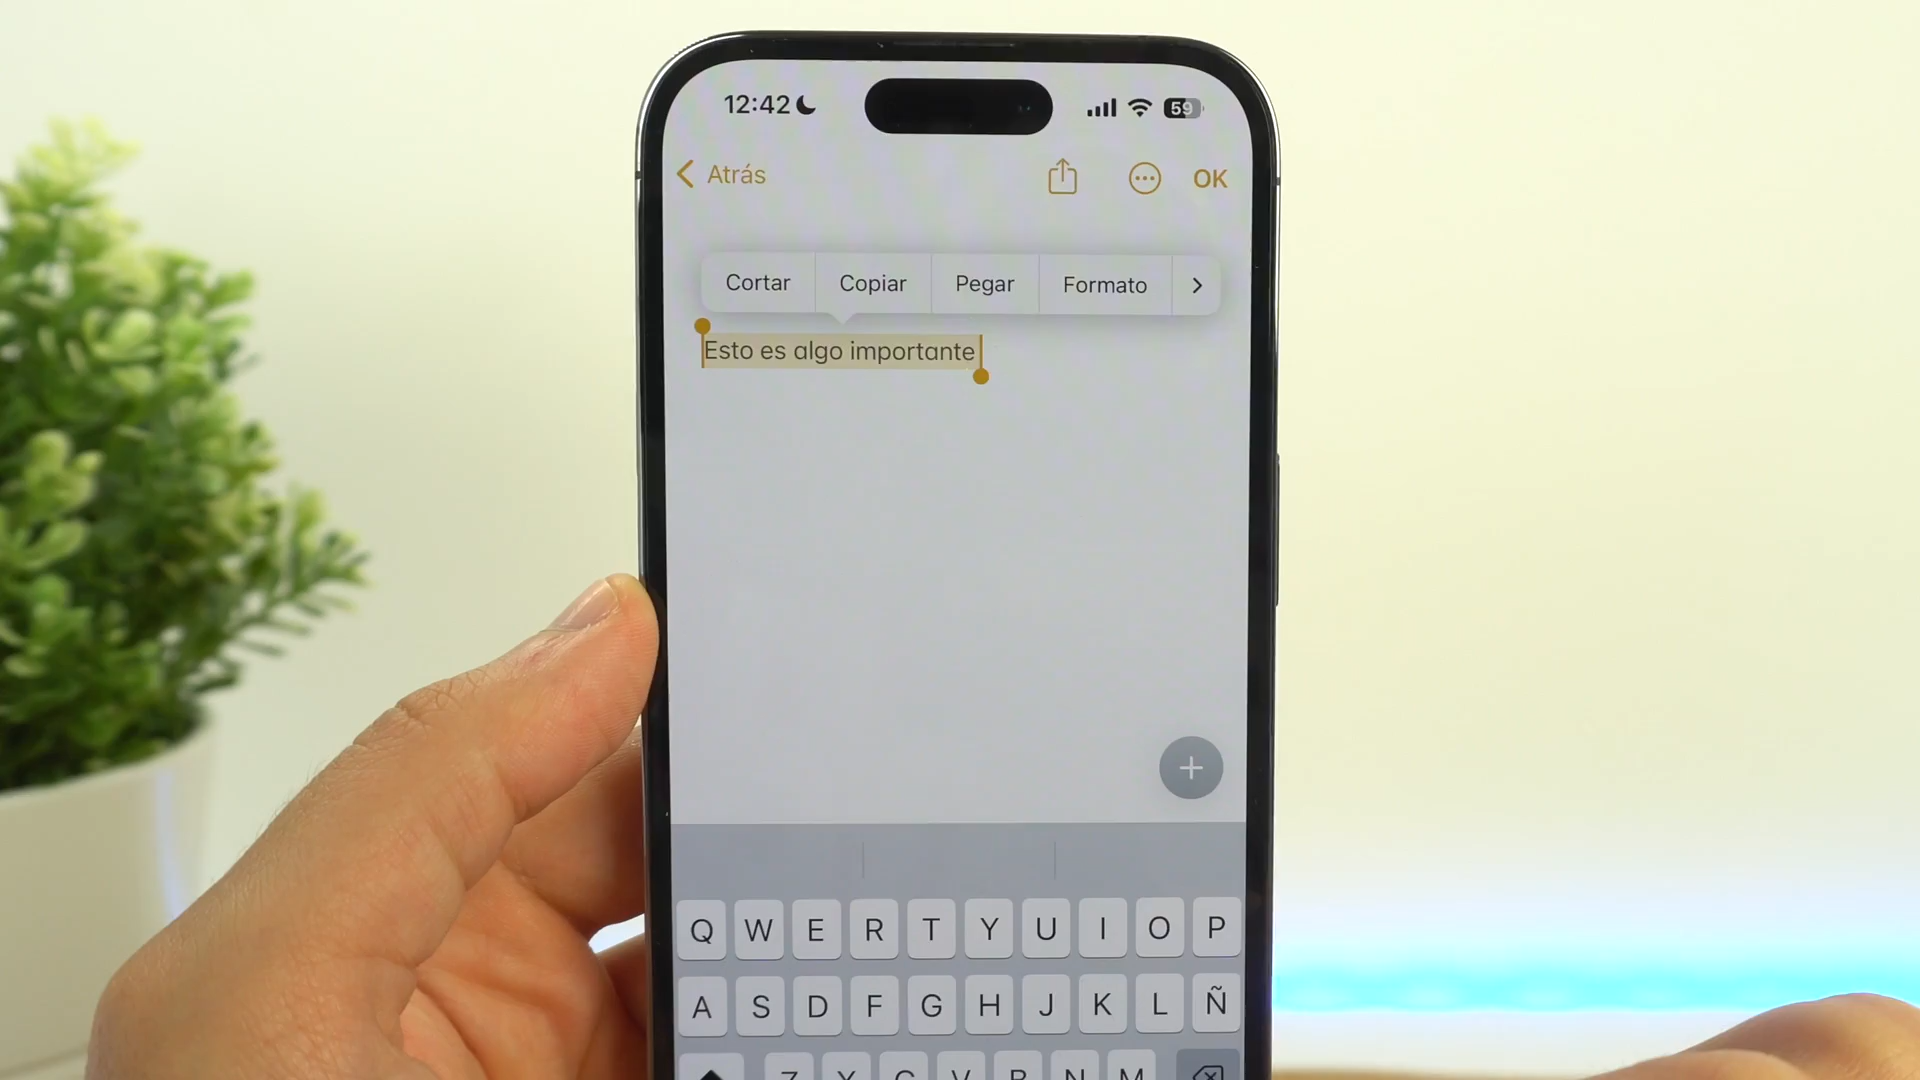 12:42 59
Atrás OK
Cortar Copiar Pegar Formato
Esto es algo importante
Q W E R T Y U I O P
A S D F G H J K L Ñ
Z X C V B N M